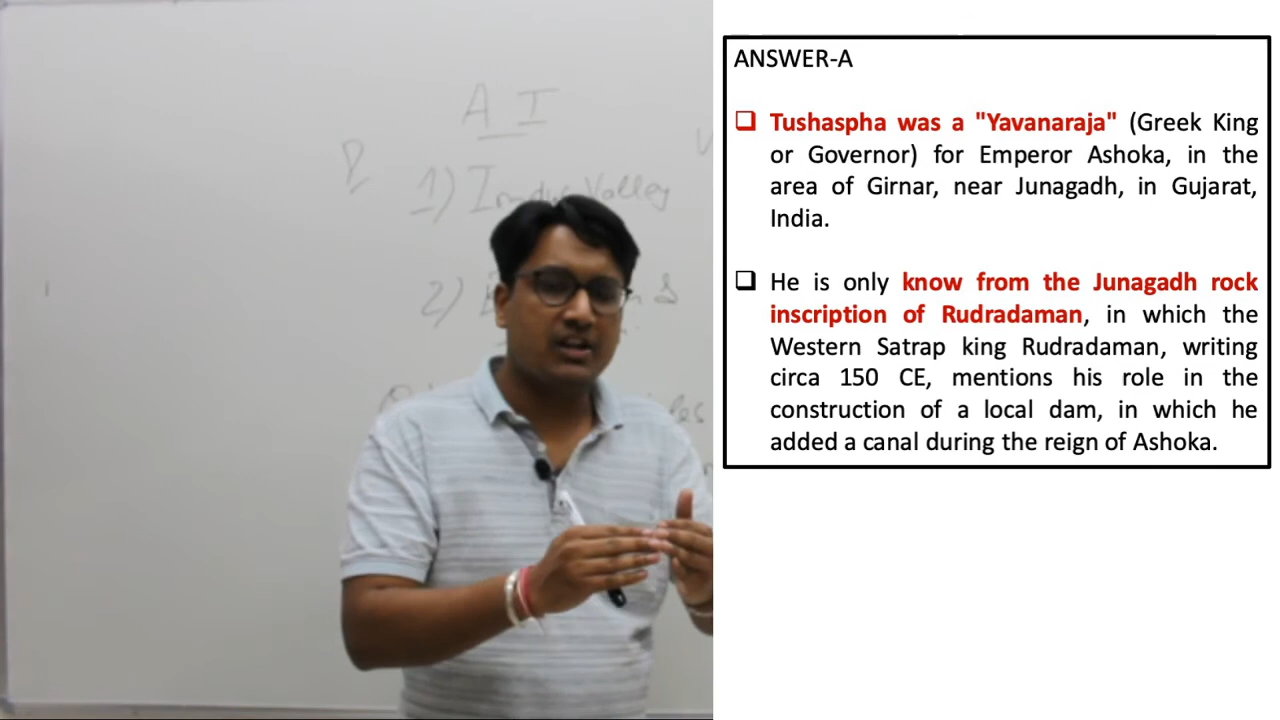 A I
1) Indus Valley
2)
ANSWER-A
❑ Tushaspha was a "Yavanaraja" (Greek King
or Governor) for Emperor Ashoka, in the
area of Girnar, near Junagadh, in Gujarat,
India.
❑ He is only know from the Junagadh rock
inscription of Rudradaman, in which the
Western Satrap king Rudradaman, writing
circa 150 CE, mentions his role in the
construction of a local dam, in which he
added a canal during the reign of Ashoka.